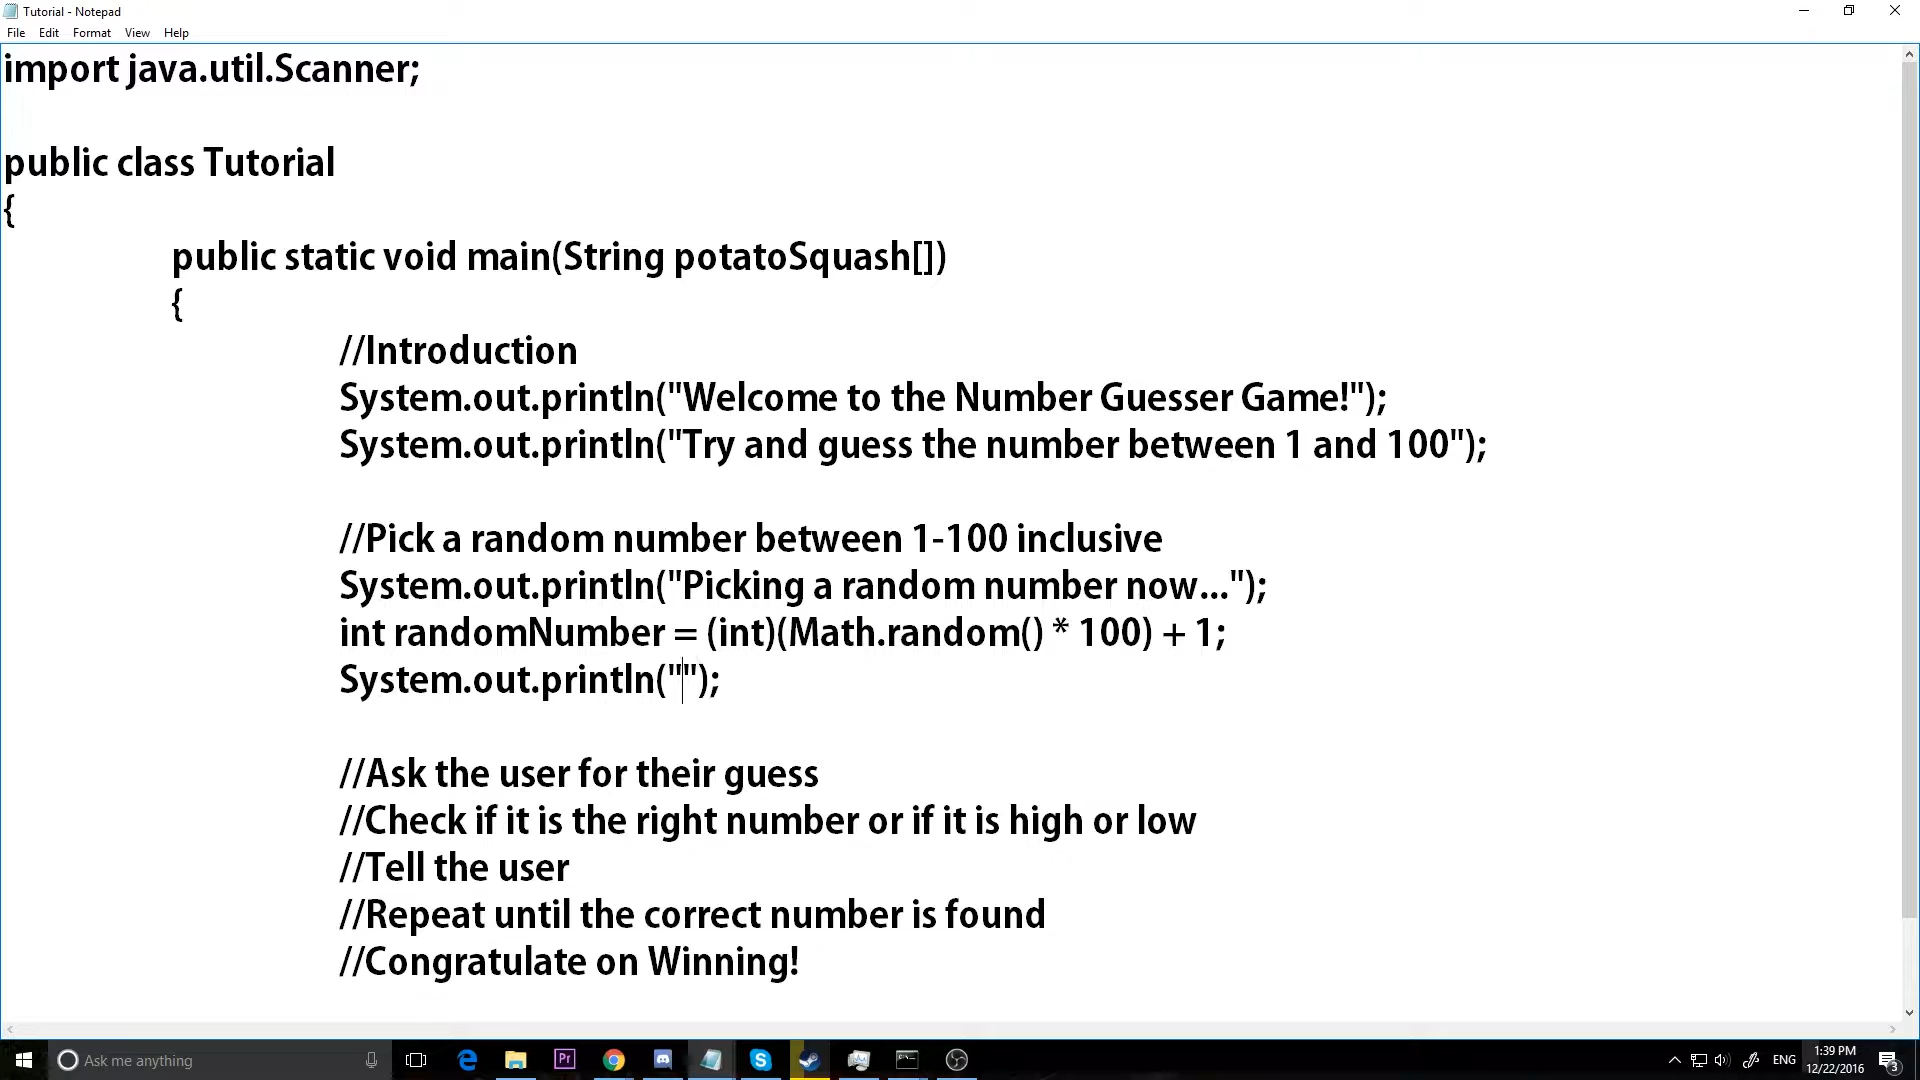 Tutorial - Notepad
File Edit Format View Help
import java.util.Scanner;
public class Tutorial
{
public static void main(String potatoSquash[])
{
//Introduction
System.out.println("Welcome to the Number Guesser Game!");
System.out.println("Try and guess the number between 1 and 100");
//Pick a random number between 1-100 inclusive
System.out.println("Picking a random number now...");
int randomNumber = (int)(Math.random() * 100) + 1;
System.out.println("");
//Ask the user for their guess
//Check if it is the right number or if it is high or low
//Tell the user
//Repeat until the correct number is found
//Congratulate on Winning!
Ask me anything
Pr
ENG
1:39 PM
12/22/2016
3